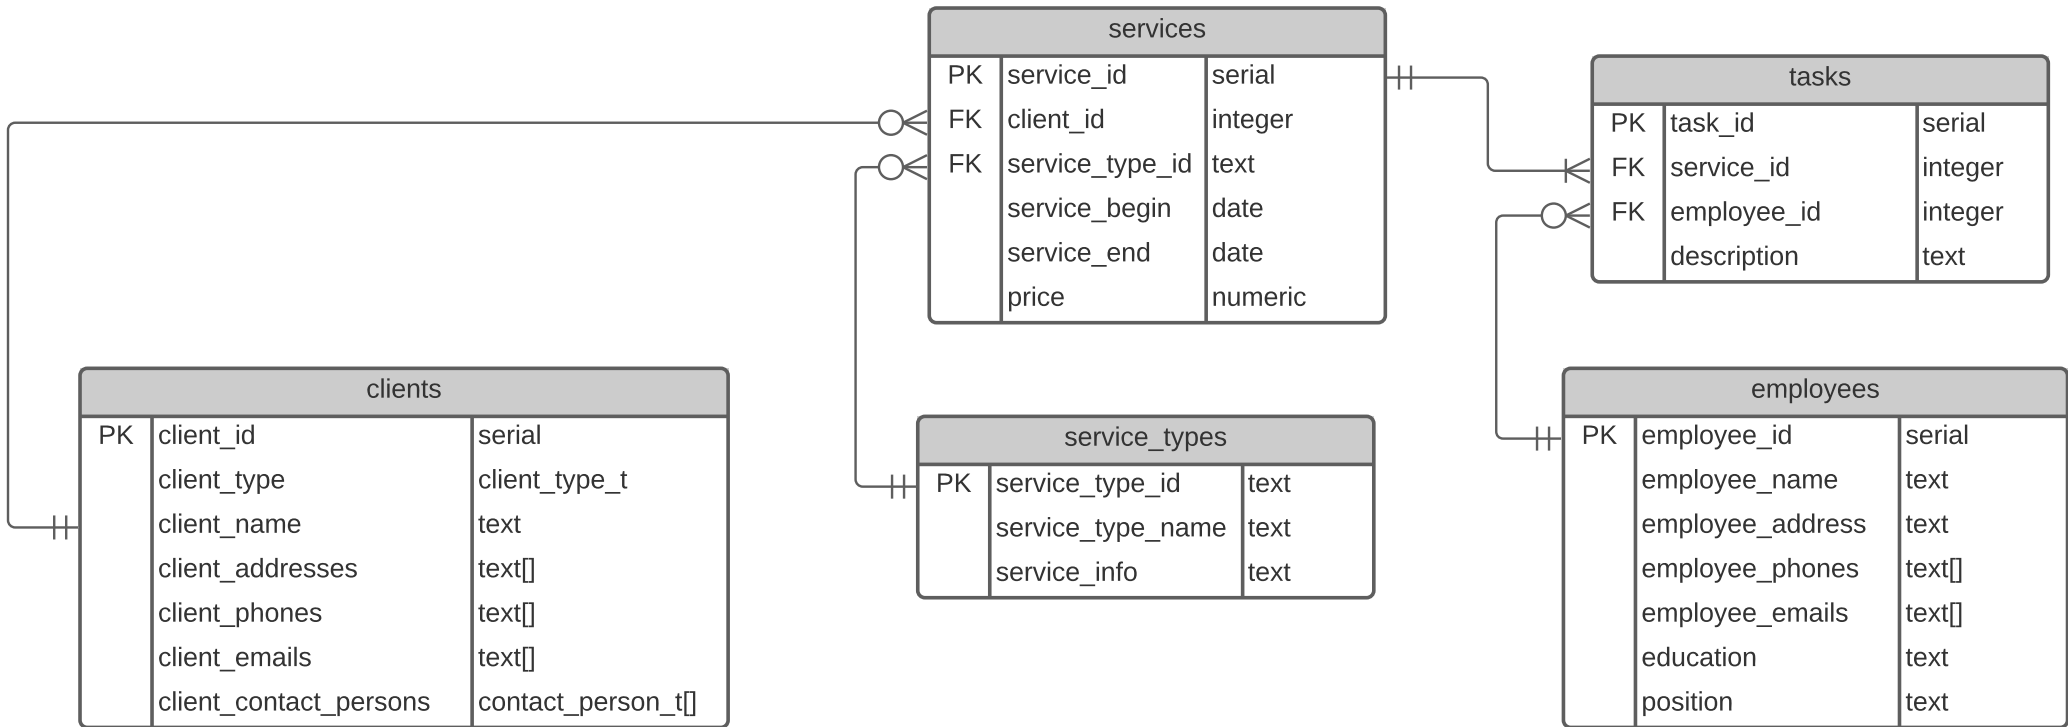 services
PK service_id serial
FK client_id integer
FK service_type_id text
service_begin date
service_end date
price numeric
tasks
PK task_id serial
FK service_id integer
FK employee_id integer
description text
clients
PK client_id serial
client_type client_type_t
client_name text
client_addresses text[]
client_phones text[]
client_emails text[]
client_contact_persons contact_person_t[]
service_types
PK service_type_id text
service_type_name text
service_info text
employees
PK employee_id serial
employee_name text
employee_address text
employee_phones text[]
employee_emails text[]
education text
position text